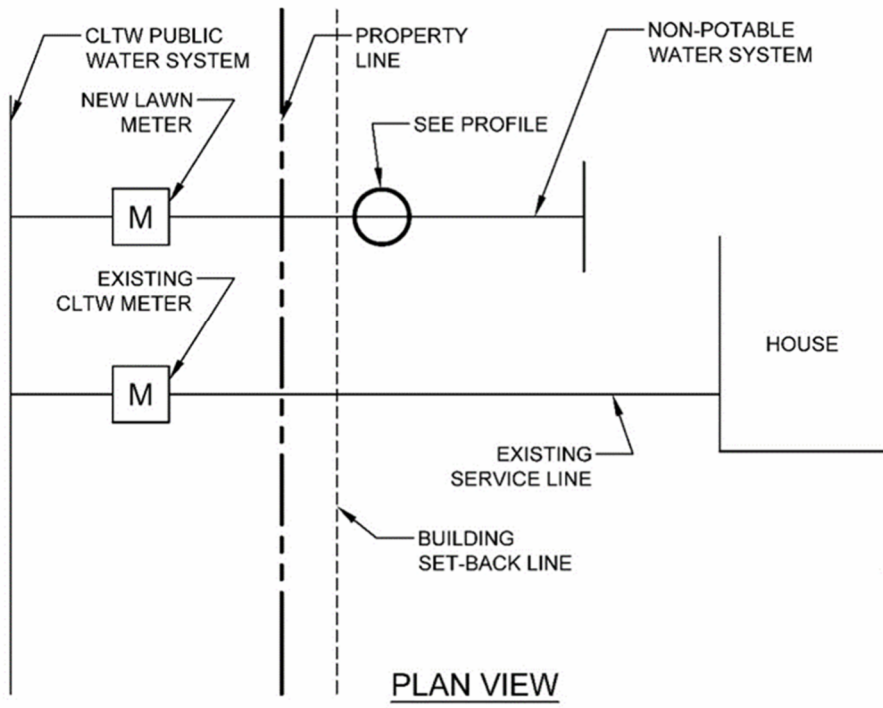 CLTW PUBLIC
WATER SYSTEM
PROPERTY
LINE
NON-POTABLE
WATER SYSTEM
NEW LAWN
METER
SEE PROFILE
M
EXISTING
CLTW METER
HOUSE
M
EXISTING
SERVICE LINE
BUILDING
SET-BACK LINE
PLAN VIEW